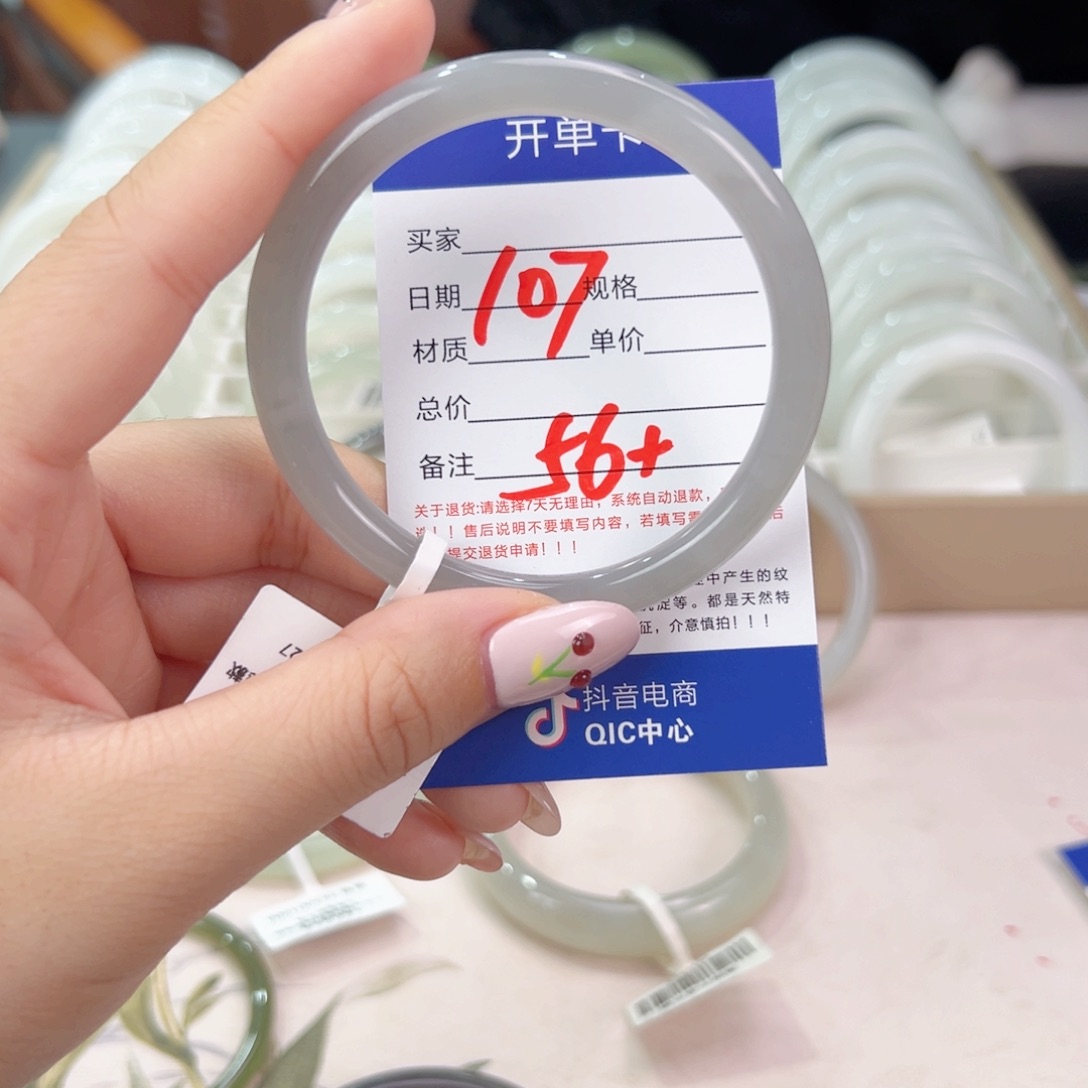 开单卡
买家
107
日期 规格
材质 单价
总价
备注 56+
关于退货:请选择7天无理由，系统自动退款，
！！售后说明不要填写内容，若填写需 后
提交退货申请！！！
中产生的纹
等。都是天然特
征，介意慎拍！！！
抖音电商
QIC中心
款
27